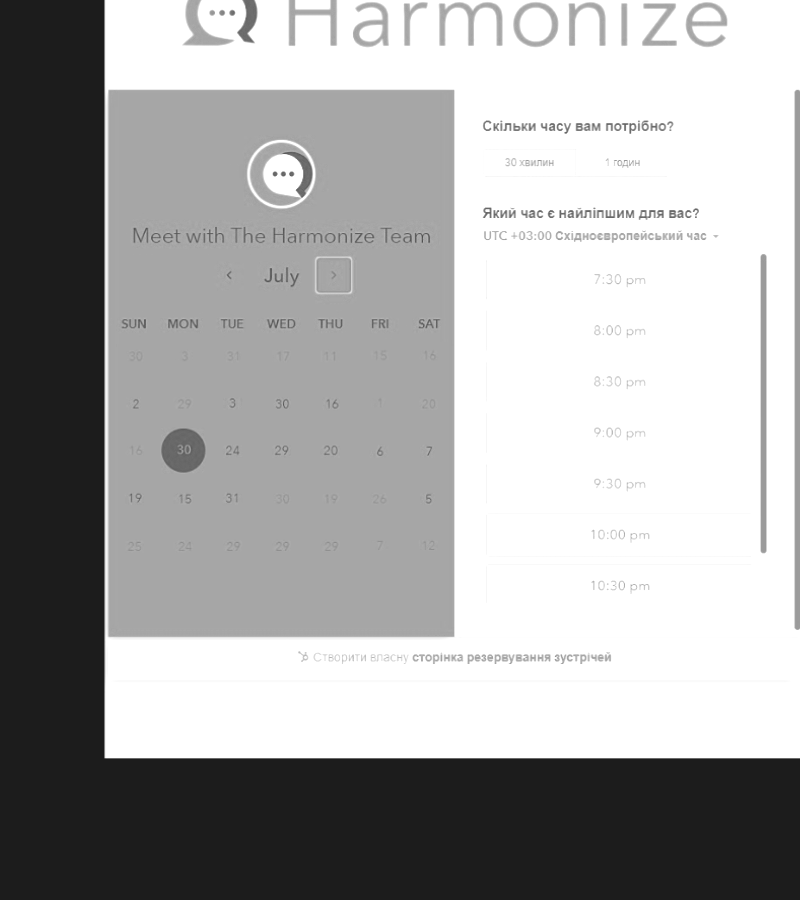 Harmonize
Meet with The Harmonize Team
July
SUN MON TUE WED THU FRI SAT
30 3 31 17 11 15 16
2 29 3 30 16 1 20
16 30 24 29 20 6 7
19 15 31 30 19 26 5
25 24 29 29 29 7 12
Скільки часу вам потрібно?
30 хвилин 1 годин
Який час є найліпшим для вас?
UTC +03:00 Східноєвропейський час
7:30 pm
8:00 pm
8:30 pm
9:00 pm
9:30 pm
10:00 pm
10:30 pm
Створити власну сторінка резервування зустрічей